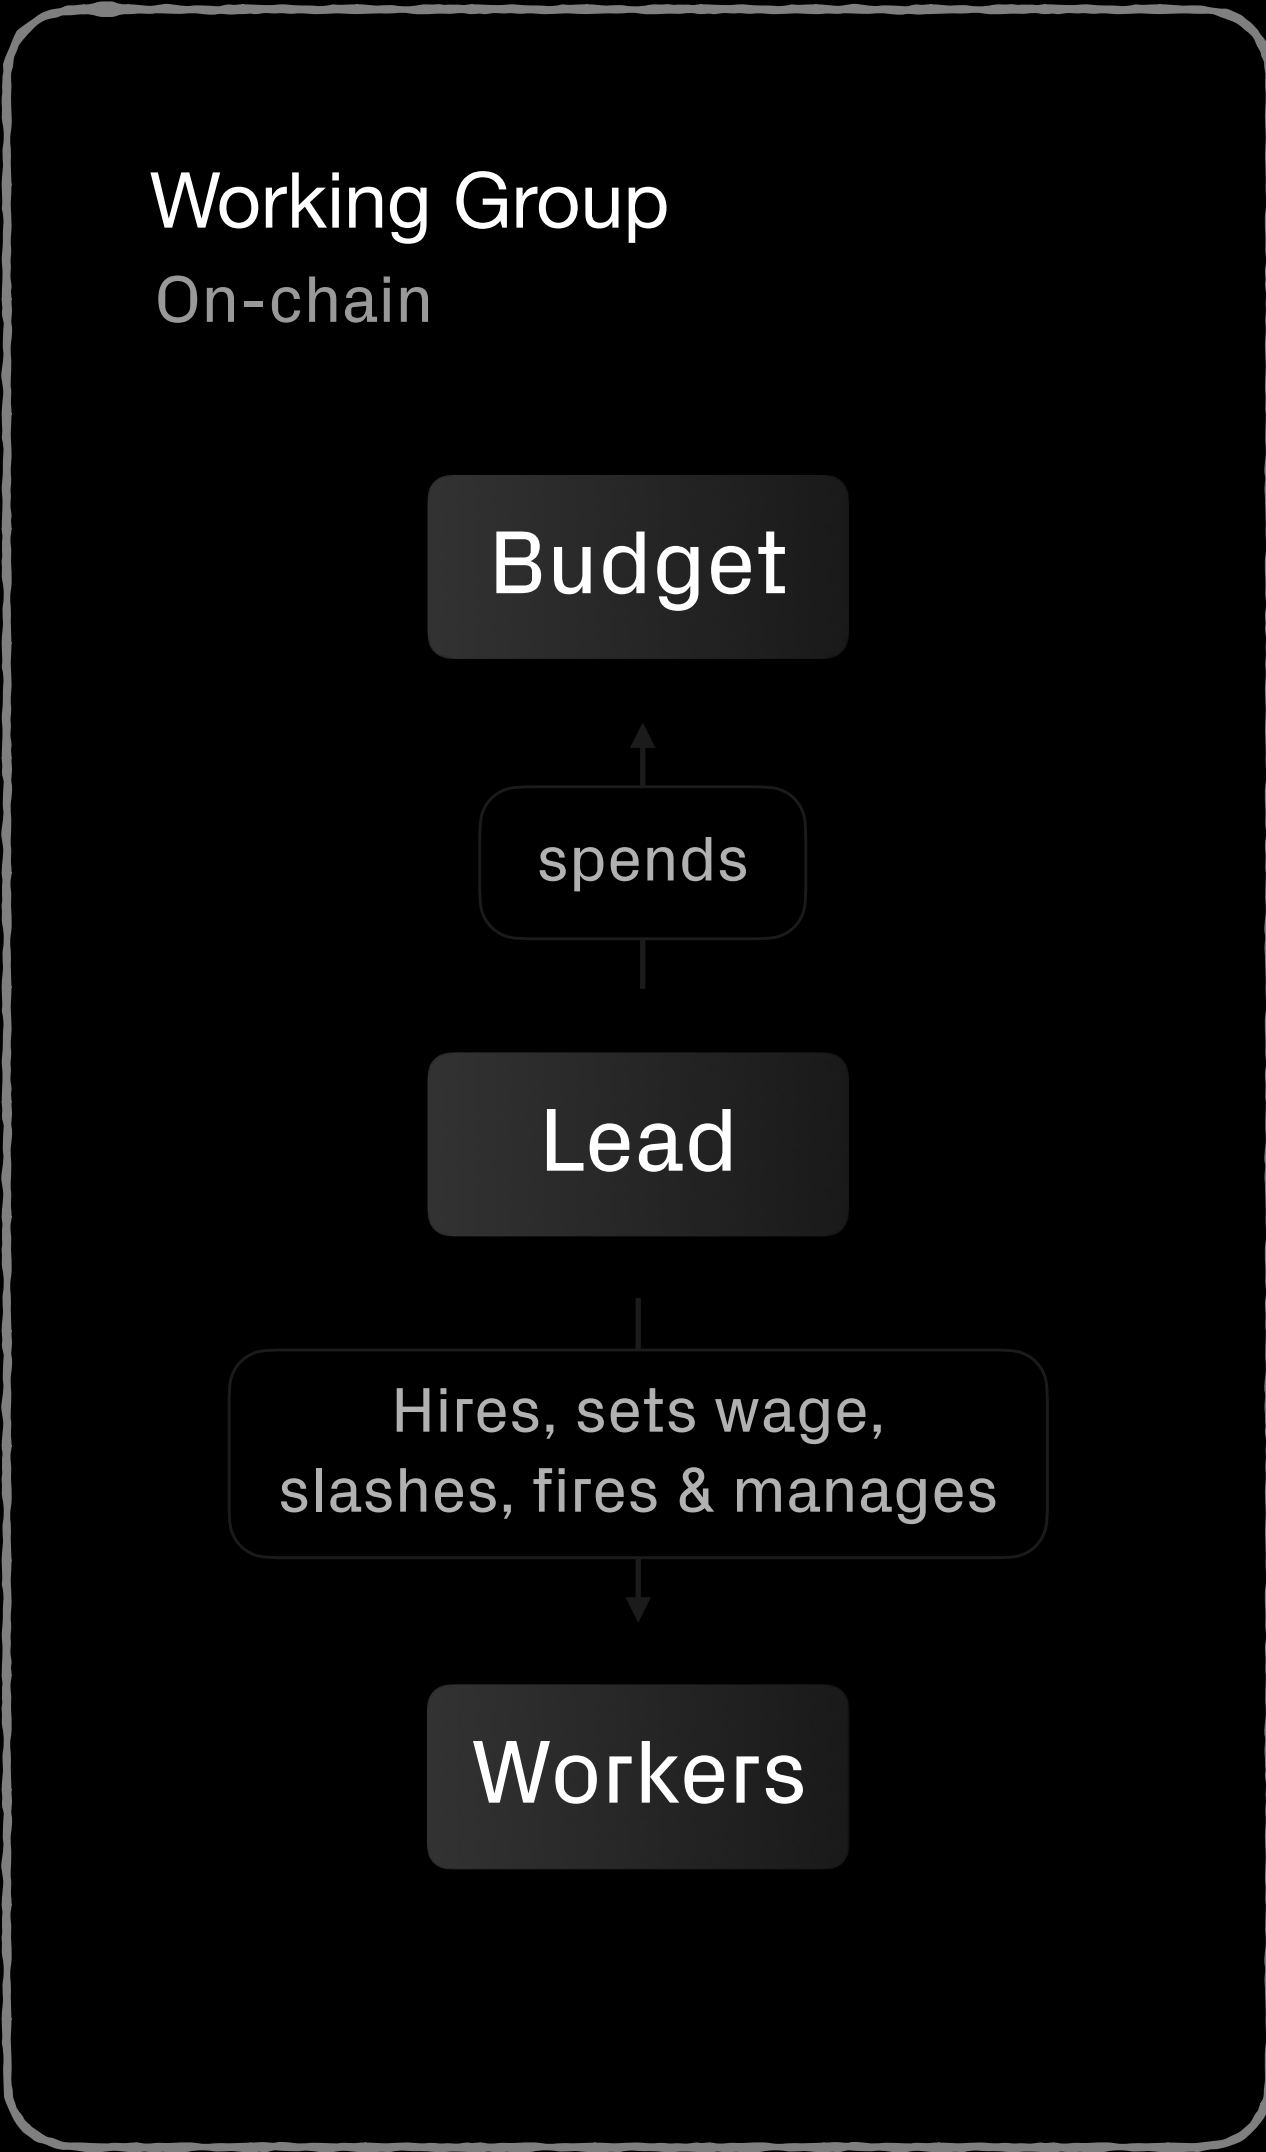 Working Group
On-chain
Budget
spends
Lead
Hires, sets wage,
slashes, fires & manages
Workers